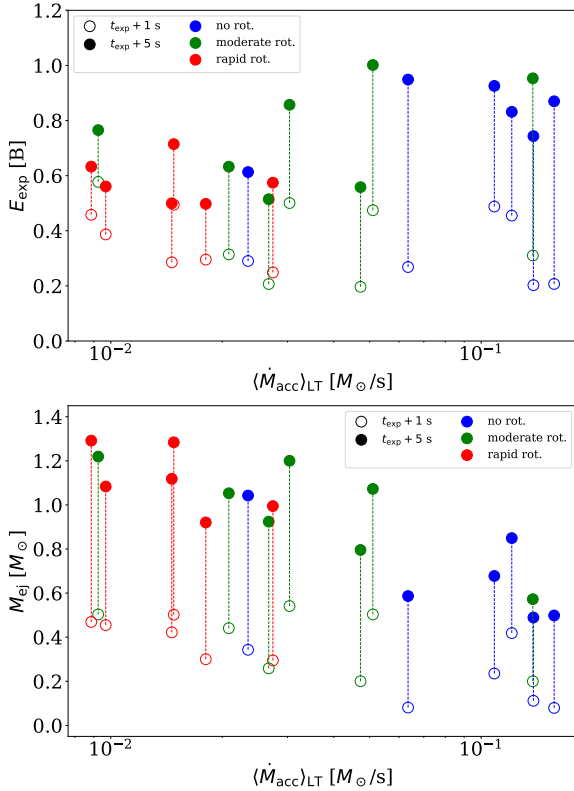 1.2
1.0
0.8
0.6
0.4
0.2
0.0
E_exp [B]
t_exp + 1 s
t_exp + 5 s
no rot.
moderate rot.
rapid rot.
10^−2
10^−1
⟨Ṁ_acc⟩_LT [M_⊙/s]
1.4
1.2
1.0
0.8
0.6
0.4
0.2
0.0
M_ej [M_⊙]
t_exp + 1 s
t_exp + 5 s
no rot.
moderate rot.
rapid rot.
10^−2
10^−1
⟨Ṁ_acc⟩_LT [M_⊙/s]